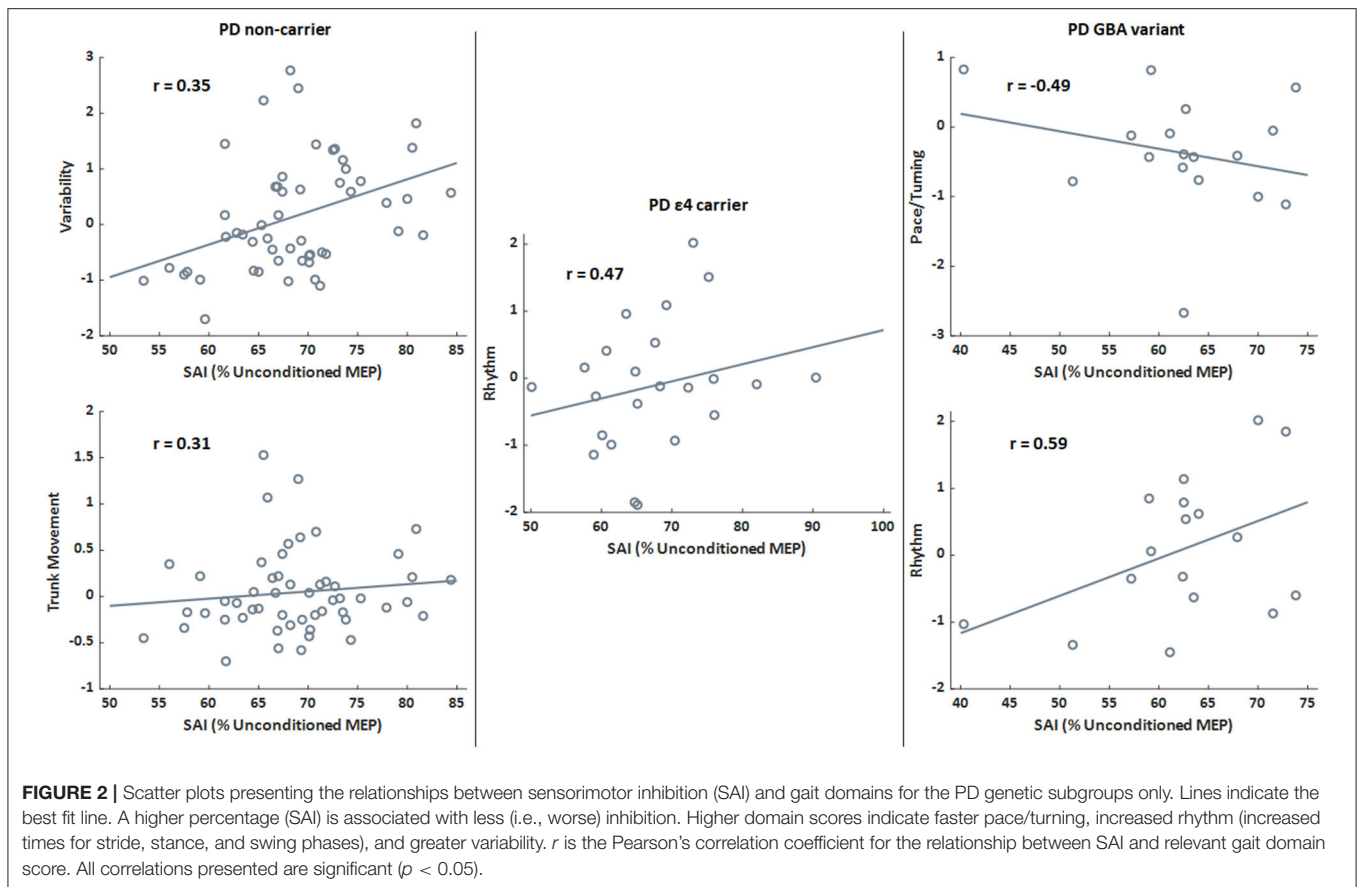 PD non-carrier
r = 0.35
3
2
1
0
-1
-2
Variability
50 55 60 65 70 75 80 85
SAI (% Unconditioned MEP)
r = 0.31
2
1.5
1
0.5
0
-0.5
-1
Trunk Movement
50 55 60 65 70 75 80 85
SAI (% Unconditioned MEP)
PD ε4 carrier
r = 0.47
2
1
0
-1
-2
Rhythm
50 60 70 80 90 100
SAI (% Unconditioned MEP)
PD GBA variant
r = -0.49
1
0
-1
-2
-3
Pace/Tuming
40 45 50 55 60 65 70 75
SAI (% Unconditioned MEP)
r = 0.59
2
1
0
-1
-2
Rhythm
40 45 50 55 60 65 70 75
SAI (% Unconditioned MEP)
FIGURE 2 | Scatter plots presenting the relationships between sensorimotor inhibition (SAI) and gait domains for the PD genetic subgroups only. Lines indicate the
best fit line. A higher percentage (SAI) is associated with less (i.e., worse) inhibition. Higher domain scores indicate faster pace/turning, increased rhythm (increased
times for stride, stance, and swing phases), and greater variability. r is the Pearson's correlation coefficient for the relationship between SAI and relevant gait domain
score. All correlations presented are significant (p < 0.05).